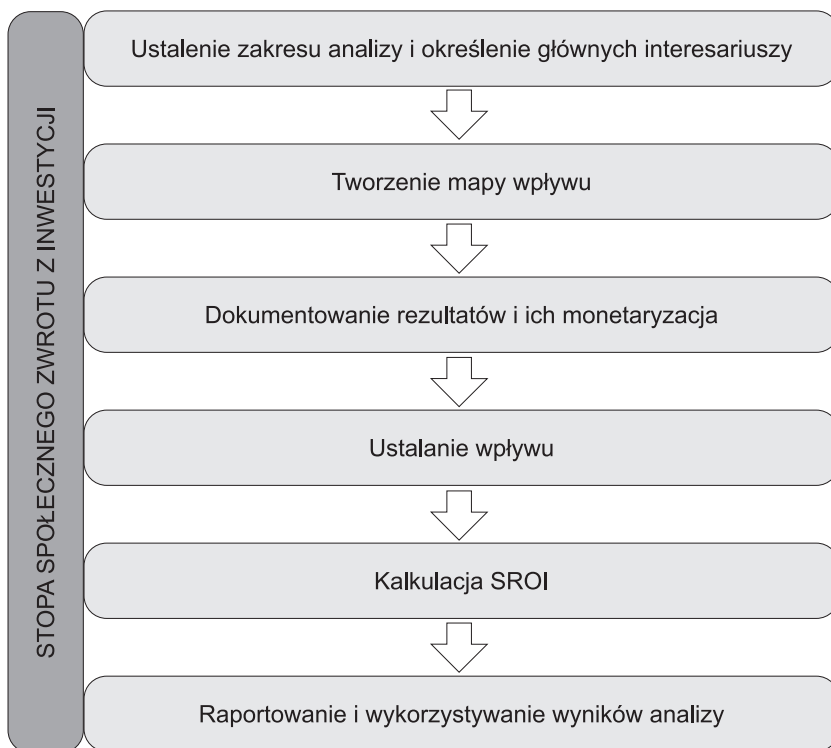 STOPA SPOŁECZNEGO ZWROTU Z INWESTYCJI
Ustalenie zakresu analizy i określenie głównych interesariuszy
Tworzenie mapy wpływu
Dokumentowanie rezultatów i ich monetaryzacja
Ustalanie wpływu
Kalkulacja SROI
Raportowanie i wykorzystywanie wyników analizy